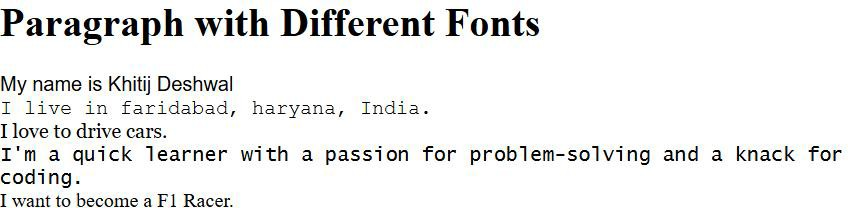 Paragraph with Different Fonts
My name is Khitij Deshwal
I live in faridabad, haryana, India.
I love to drive cars.
I'm a quick learner with a passion for problem-solving and a knack for
coding.
I want to become a F1 Racer.